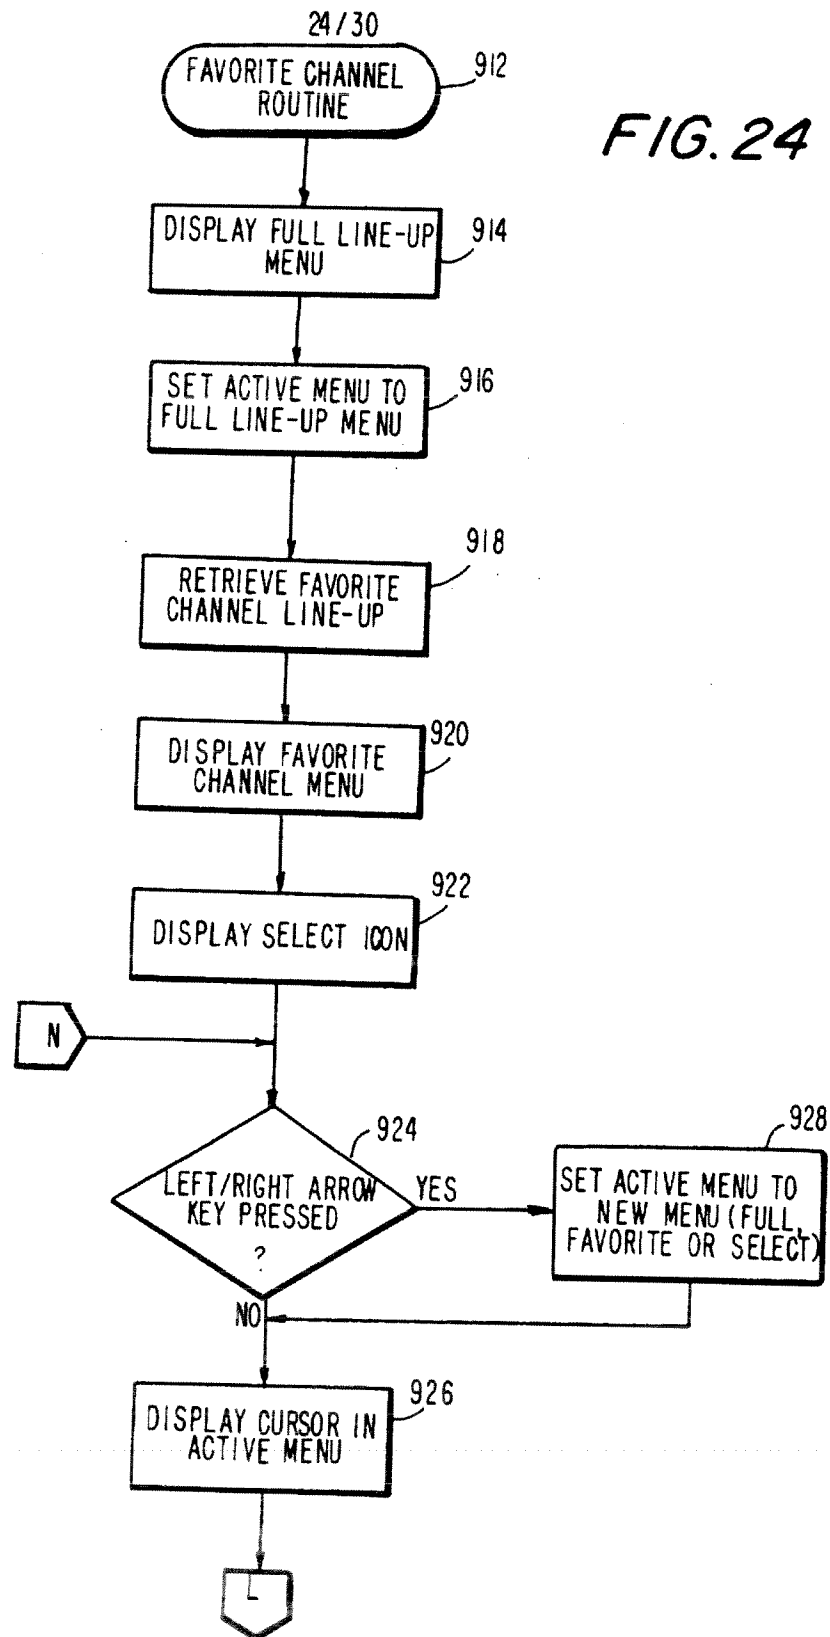 24/30
FAVORITE CHANNEL
ROUTINE
912
FIG. 24
DISPLAY FULL LINE-UP
MENU
914
SET ACTIVE MENU TO
FULL LINE-UP MENU
916
RETRIEVE FAVORITE
CHANNEL LINE-UP
918
DISPLAY FAVORITE
CHANNEL MENU
920
DISPLAY SELECT ICON
922
N
LEFT/RIGHT ARROW
KEY PRESSED
?
924
YES
SET ACTIVE MENU TO
NEW MENU (FULL,
FAVORITE OR SELECT)
928
NO
DISPLAY CURSOR IN
ACTIVE MENU
926
L